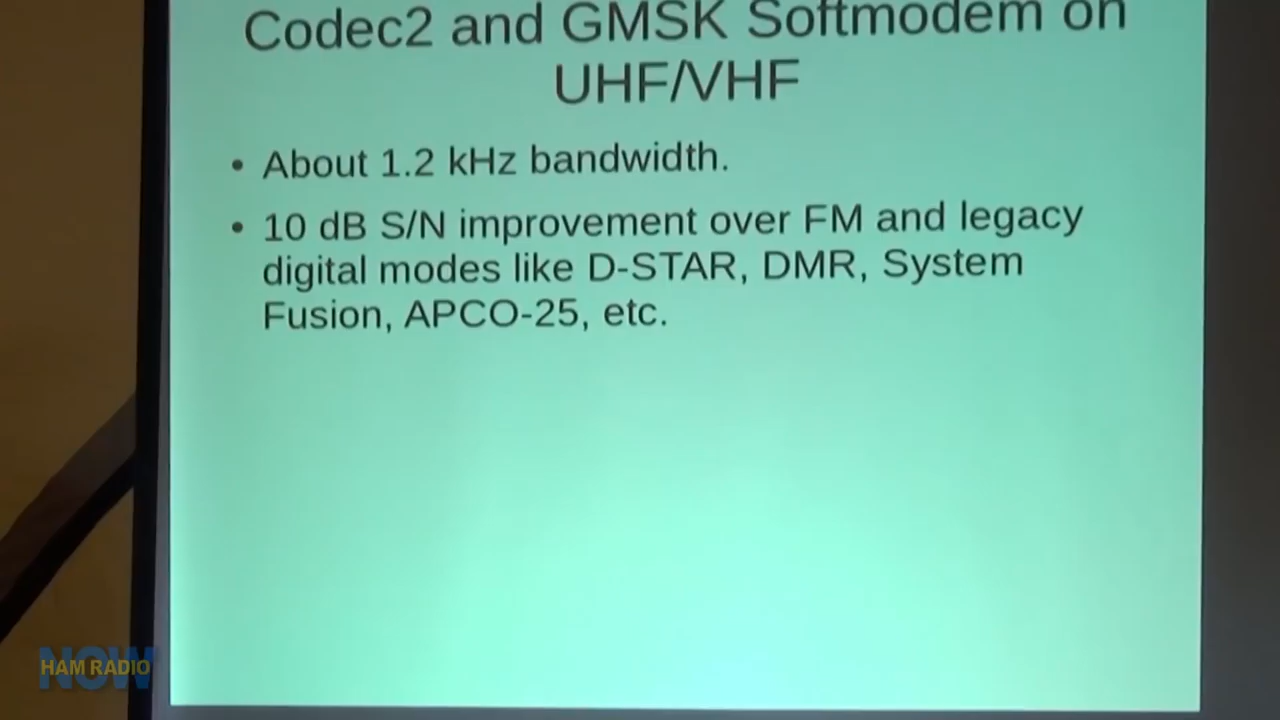 Codec2 and GMSK Softmodem on
UHF/VHF
• About 1.2 kHz bandwidth.
• 10 dB S/N improvement over FM and legacy
digital modes like D-STAR, DMR, System
Fusion, APCO-25, etc.
HAM RADIO
NOW